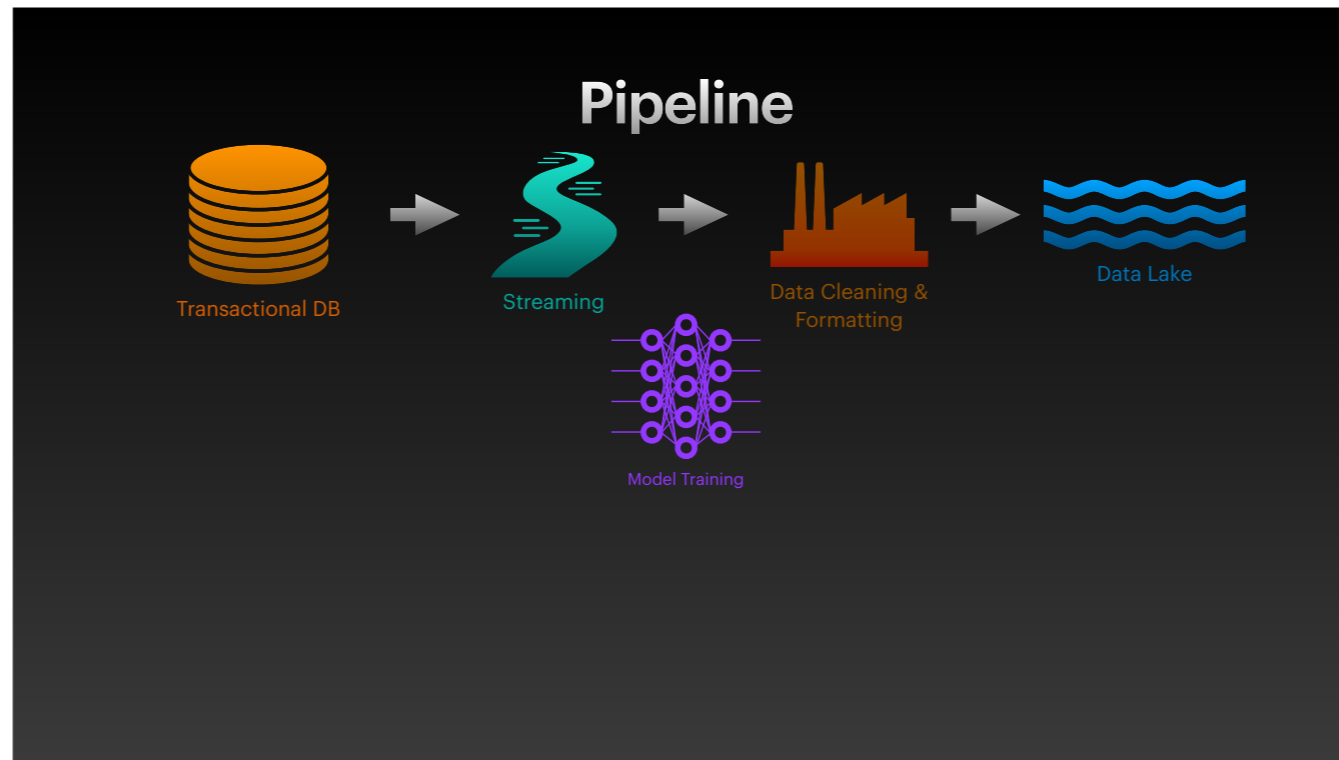 Pipeline
Transactional DB
Streaming
Data Cleaning &
Formatting
Data Lake
Model Training